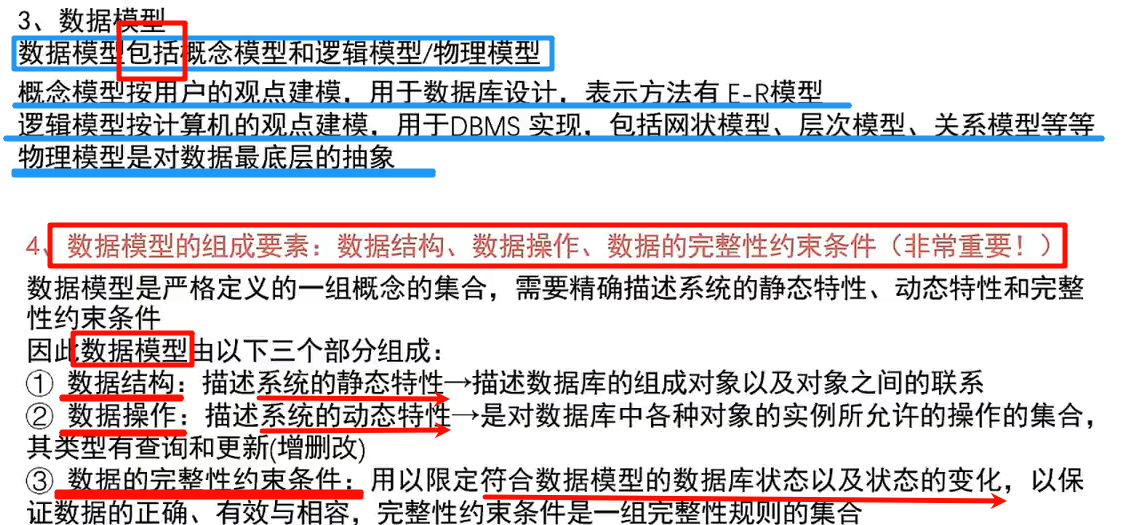 3、数据模型
数据模型包括概念模型和逻辑模型/物理模型
概念模型按用户的观点建模，用于数据库设计，表示方法有 E-R模型
逻辑模型按计算机的观点建模，用于DBMS 实现，包括网状模型、层次模型、关系模型等等
物理模型是对数据最底层的抽象
4、数据模型的组成要素：数据结构、数据操作、数据的完整性约束条件（非常重要！）
数据模型是严格定义的一组概念的集合，需要精确描述系统的静态特性、动态特性和完整
性约束条件
因此数据模型由以下三个部分组成：
① 数据结构：描述系统的静态特性→描述数据库的组成对象以及对象之间的联系
② 数据操作：描述系统的动态特性→是对数据库中各种对象的实例所允许的操作的集合，
其类型有查询和更新(增删改)
③ 数据的完整性约束条件：用以限定符合数据模型的数据库状态以及状态的变化，以保
证数据的正确、有效与相容，完整性约束条件是一组完整性规则的集合